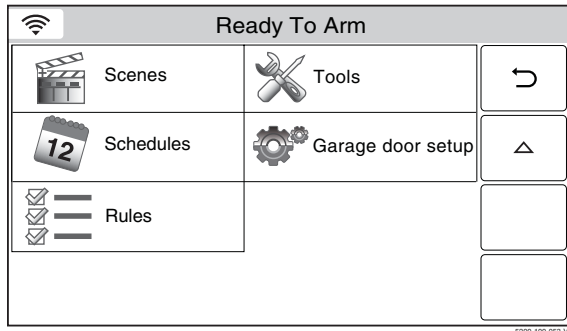 Ready To Arm
Scenes
Tools
12
Schedules
Garage door setup
Rules